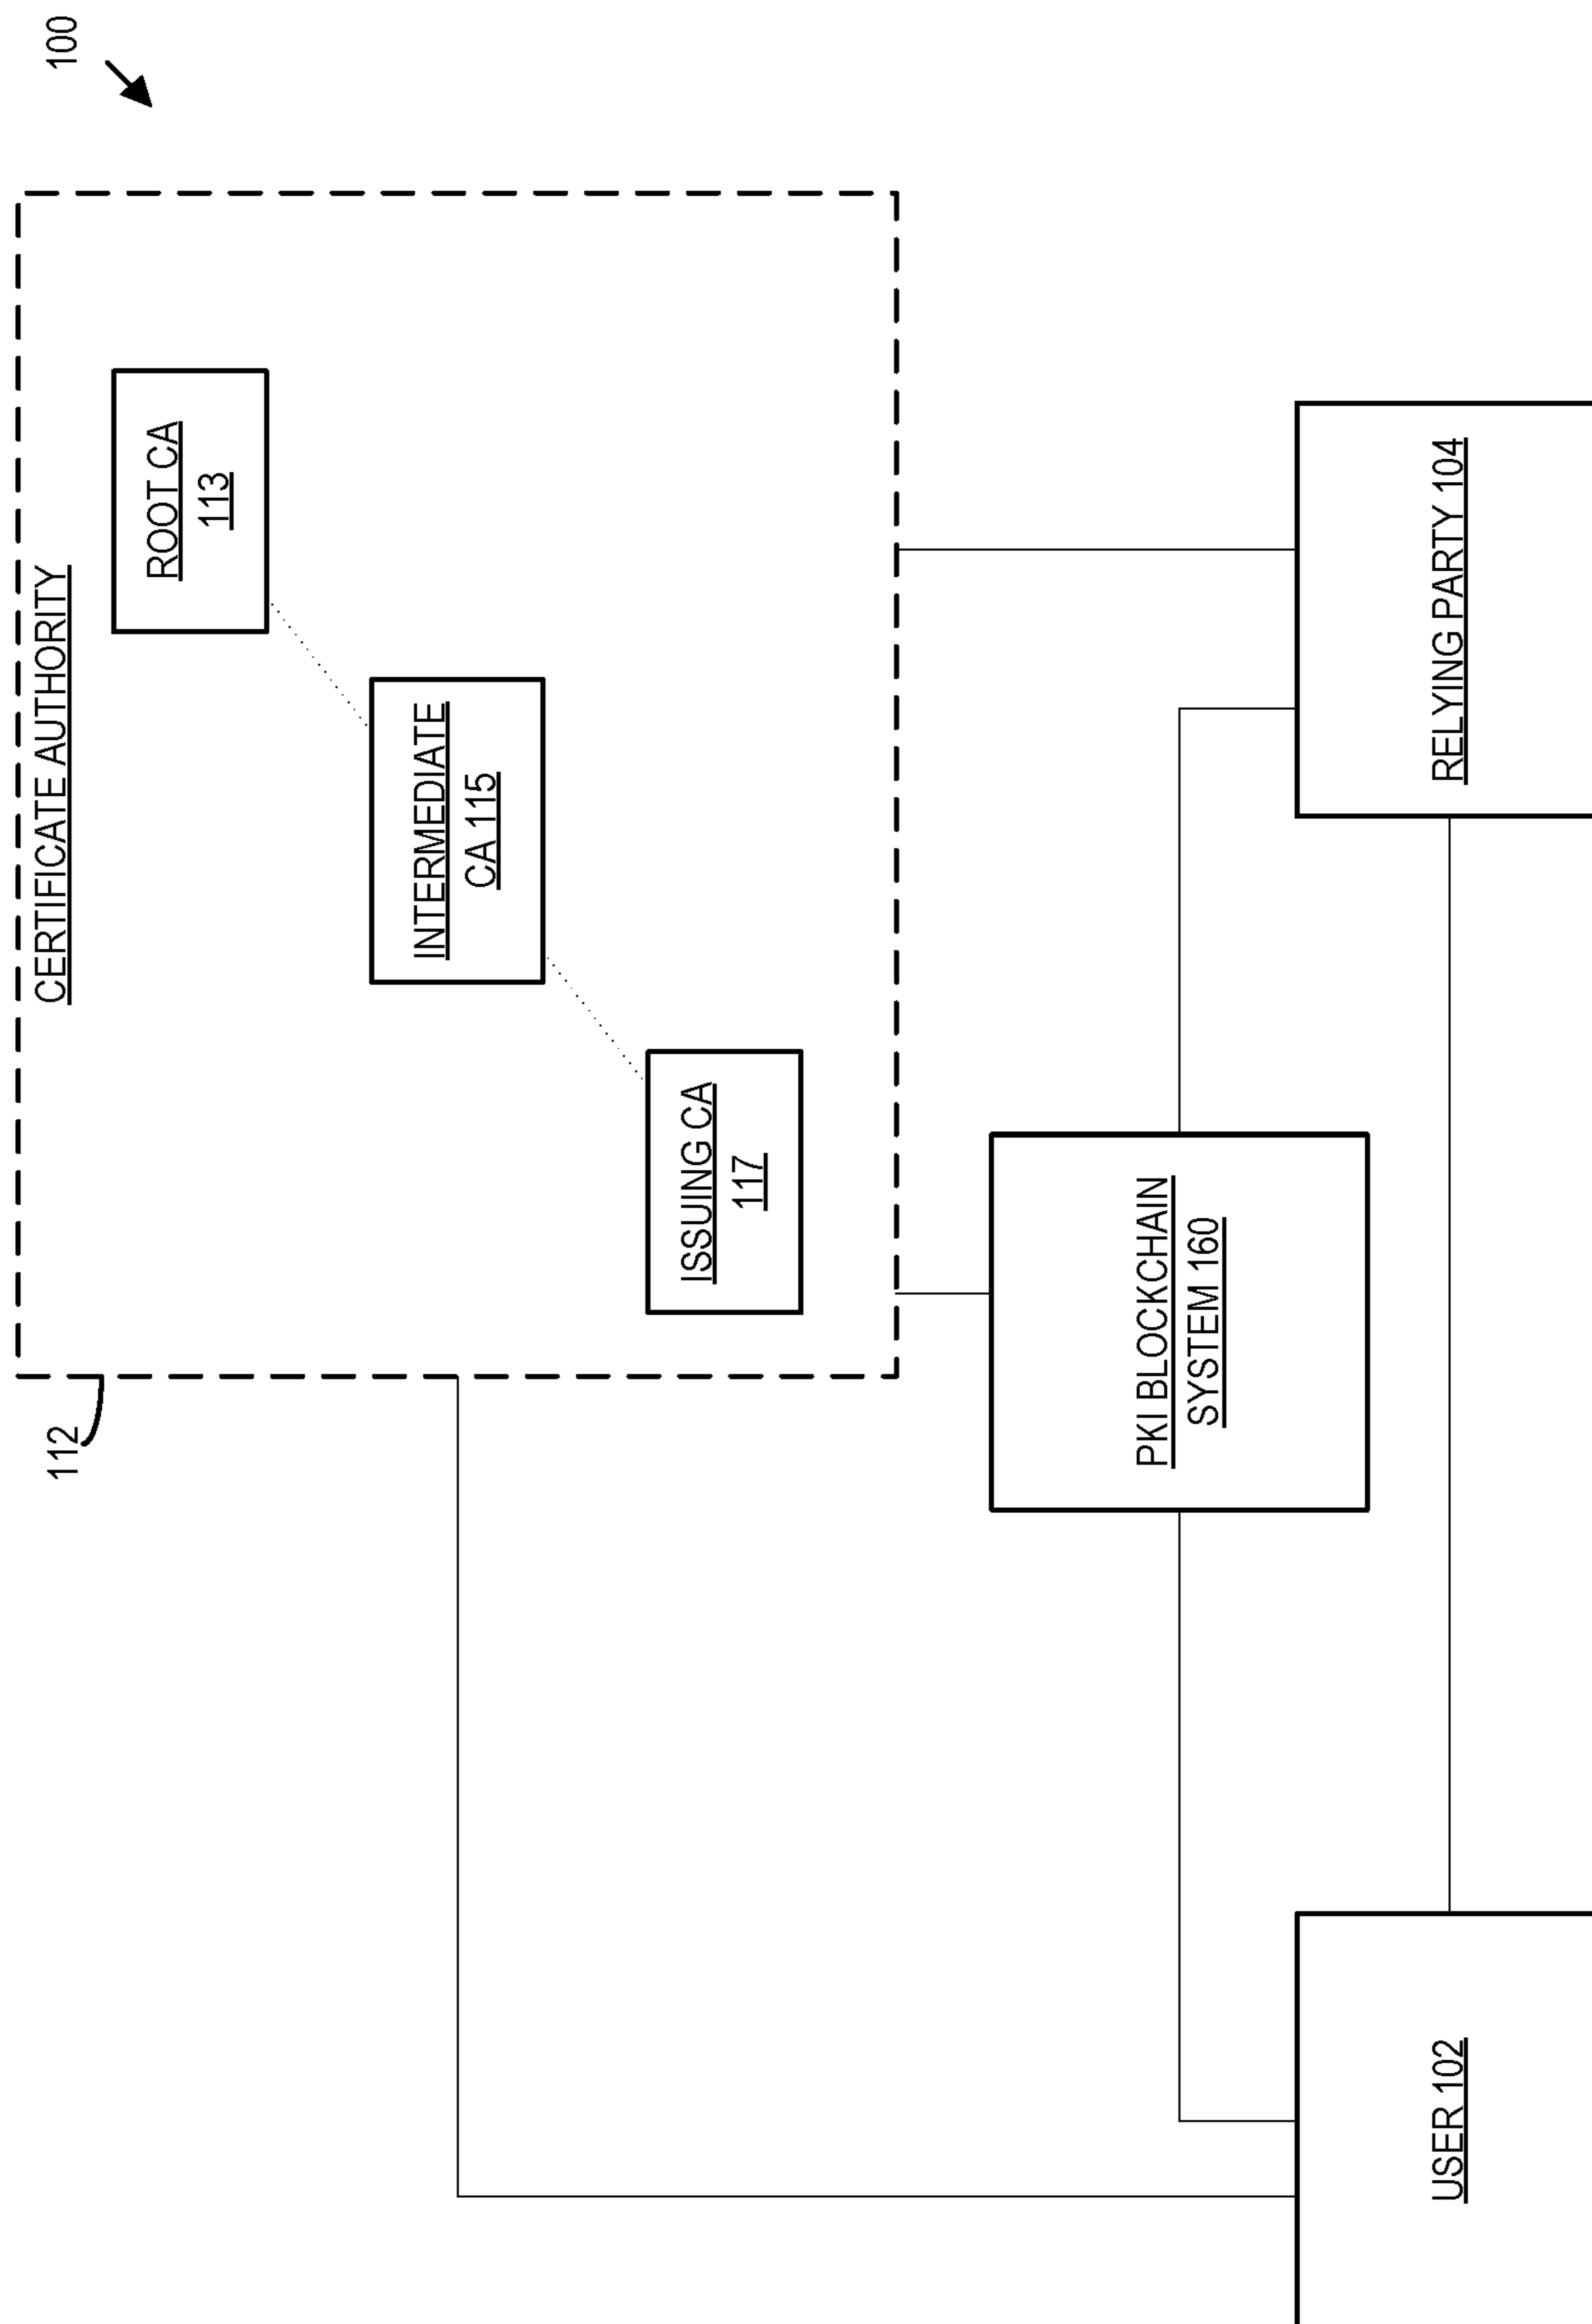 100
CERTIFICATE AUTHORITY
112
ROOT CA
113
INTERMEDIATE
CA 115
ISSUING CA
117
PKI BLOCKCHAIN
SYSTEM 160
USER 102
RELYING PARTY 104